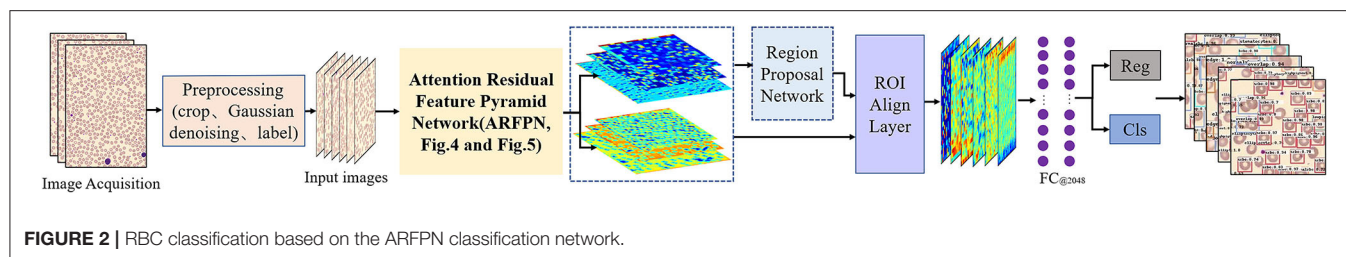 Image Acquisition
Preprocessing
(crop、Gaussian
denoising、label)
Input images
Attention Residual
Feature Pyramid
Network(ARFPN,
Fig.4 and Fig.5)
Region
Proposal
Network
ROI
Align
Layer
FC@2048
Reg
Cls
FIGURE 2 | RBC classification based on the ARFPN classification network.